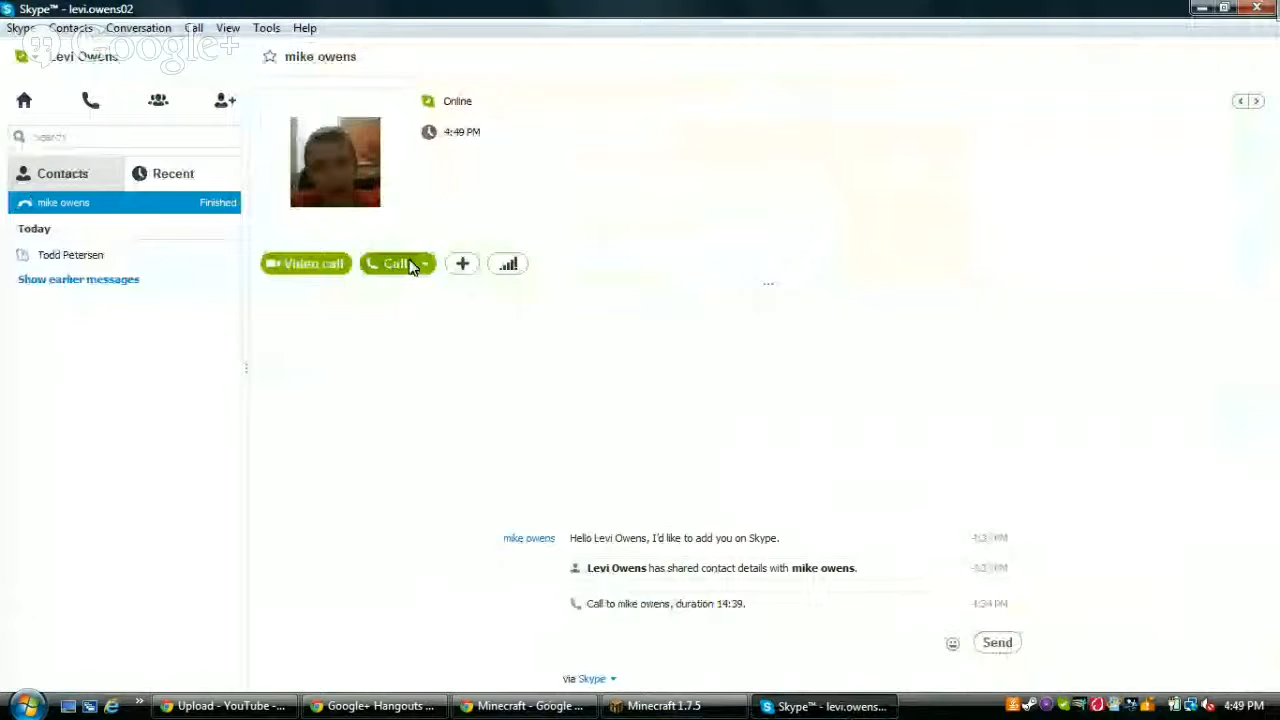 Skype™ - levi.owens02
Skype Contacts Conversation Call View Tools Help
Google+
Levi Owens
mike owens
Online
4:49 PM
Contacts
Recent
mike owens Finished
Today
Todd Petersen
Show earlier messages
Video call
Call
...
mike owens Hello Levi Owens, I'd like to add you on Skype.
Levi Owens has shared contact details with mike owens.
Call to mike owens, duration 14:39. 4:34 PM
Send
via Skype
Upload - YouTube -... Google+ Hangouts ... Minecraft - Google ... Minecraft 1.7.5 Skype™ - levi.owens... 4:49 PM